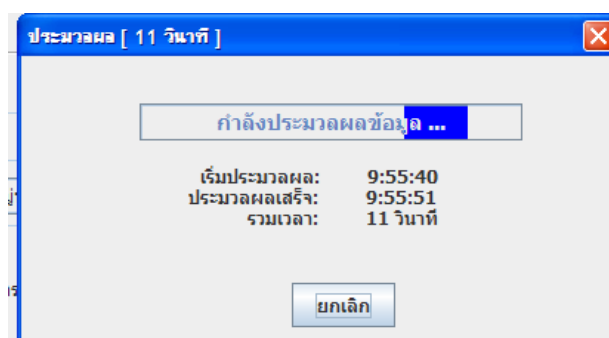 ประมวลผล [ 11 วินาที ]
กำลังประมวลผลข้อมูล ...
เริ่มประมวลผล: 9:55:40
ประมวลผลเสร็จ: 9:55:51
รวมเวลา: 11 วินาที
ยกเลิก